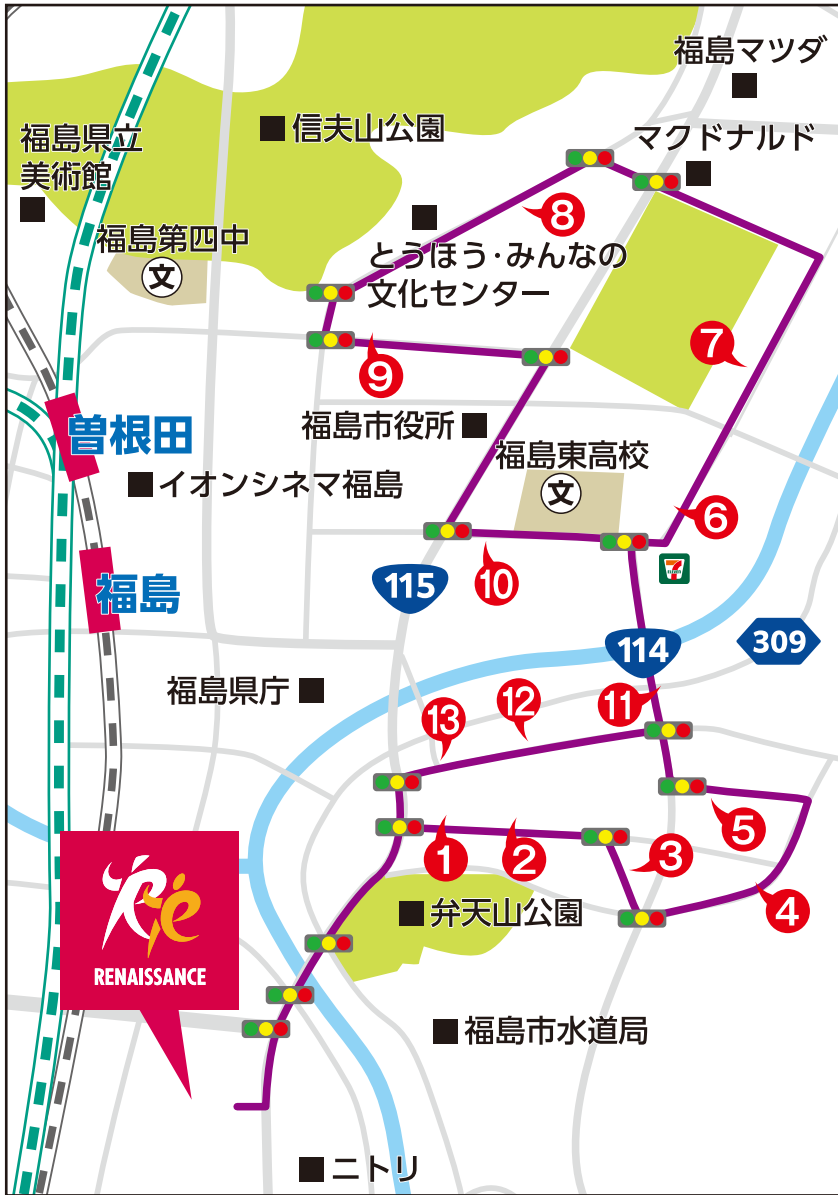 福島マツダ
信夫山公園
マクドナルド
福島県立
美術館
8
福島第四中
文
とうほう・みんなの
文化センター
7
9
曽根田
福島市役所
福島東高校
イオンシネマ福島
文
6
10
115
7
ELEVEN
福島
114
309
福島県庁
12
11
13
1
2
3
5
4
弁天山公園
Re
RENAISSANCE
福島市水道局
ニトリ